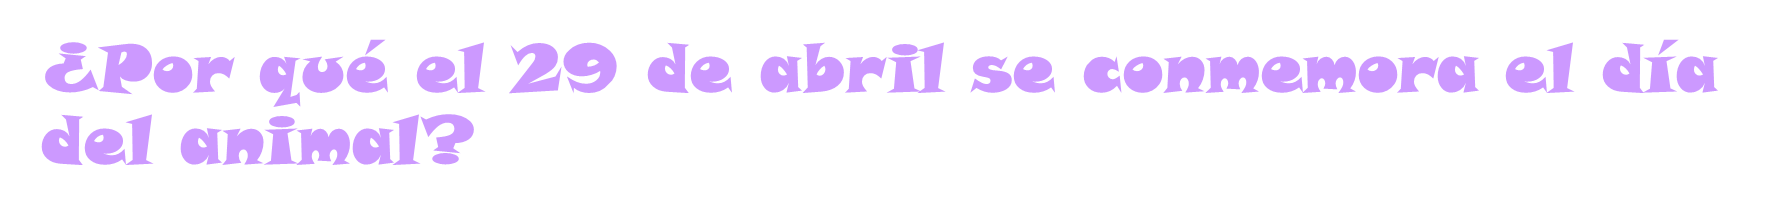 ¿Por qué el 29 de abril se conmemora el día
del animal?